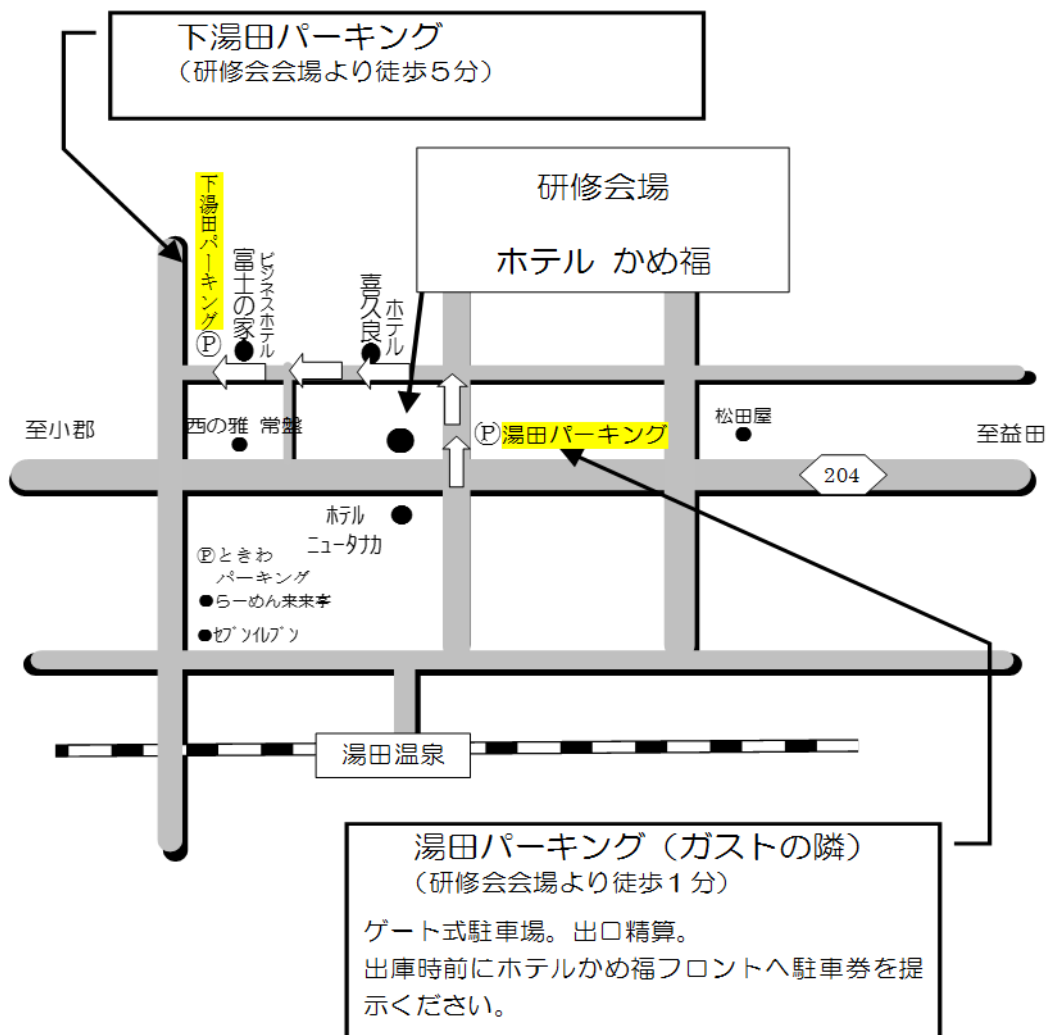 下湯田パーキング
（研修会会場より徒歩５分）
研修会場
ホテル かめ福
下湯田パーキング
Ⓟ
ビジネスホテル
富士の家
ホテル
喜久良
至小郡
西の雅 常盤
Ⓟ湯田パーキング
松田屋
至益田
204
ホテル
ニュータナカ
Ⓟときわ
パーキング
●らーめん来来亭
●セブンイレブン
湯田温泉
湯田パーキング（ガストの隣）
（研修会会場より徒歩１分）
ゲート式駐車場。出口精算。
出庫時前にホテルかめ福フロントへ駐車券を提
示ください。